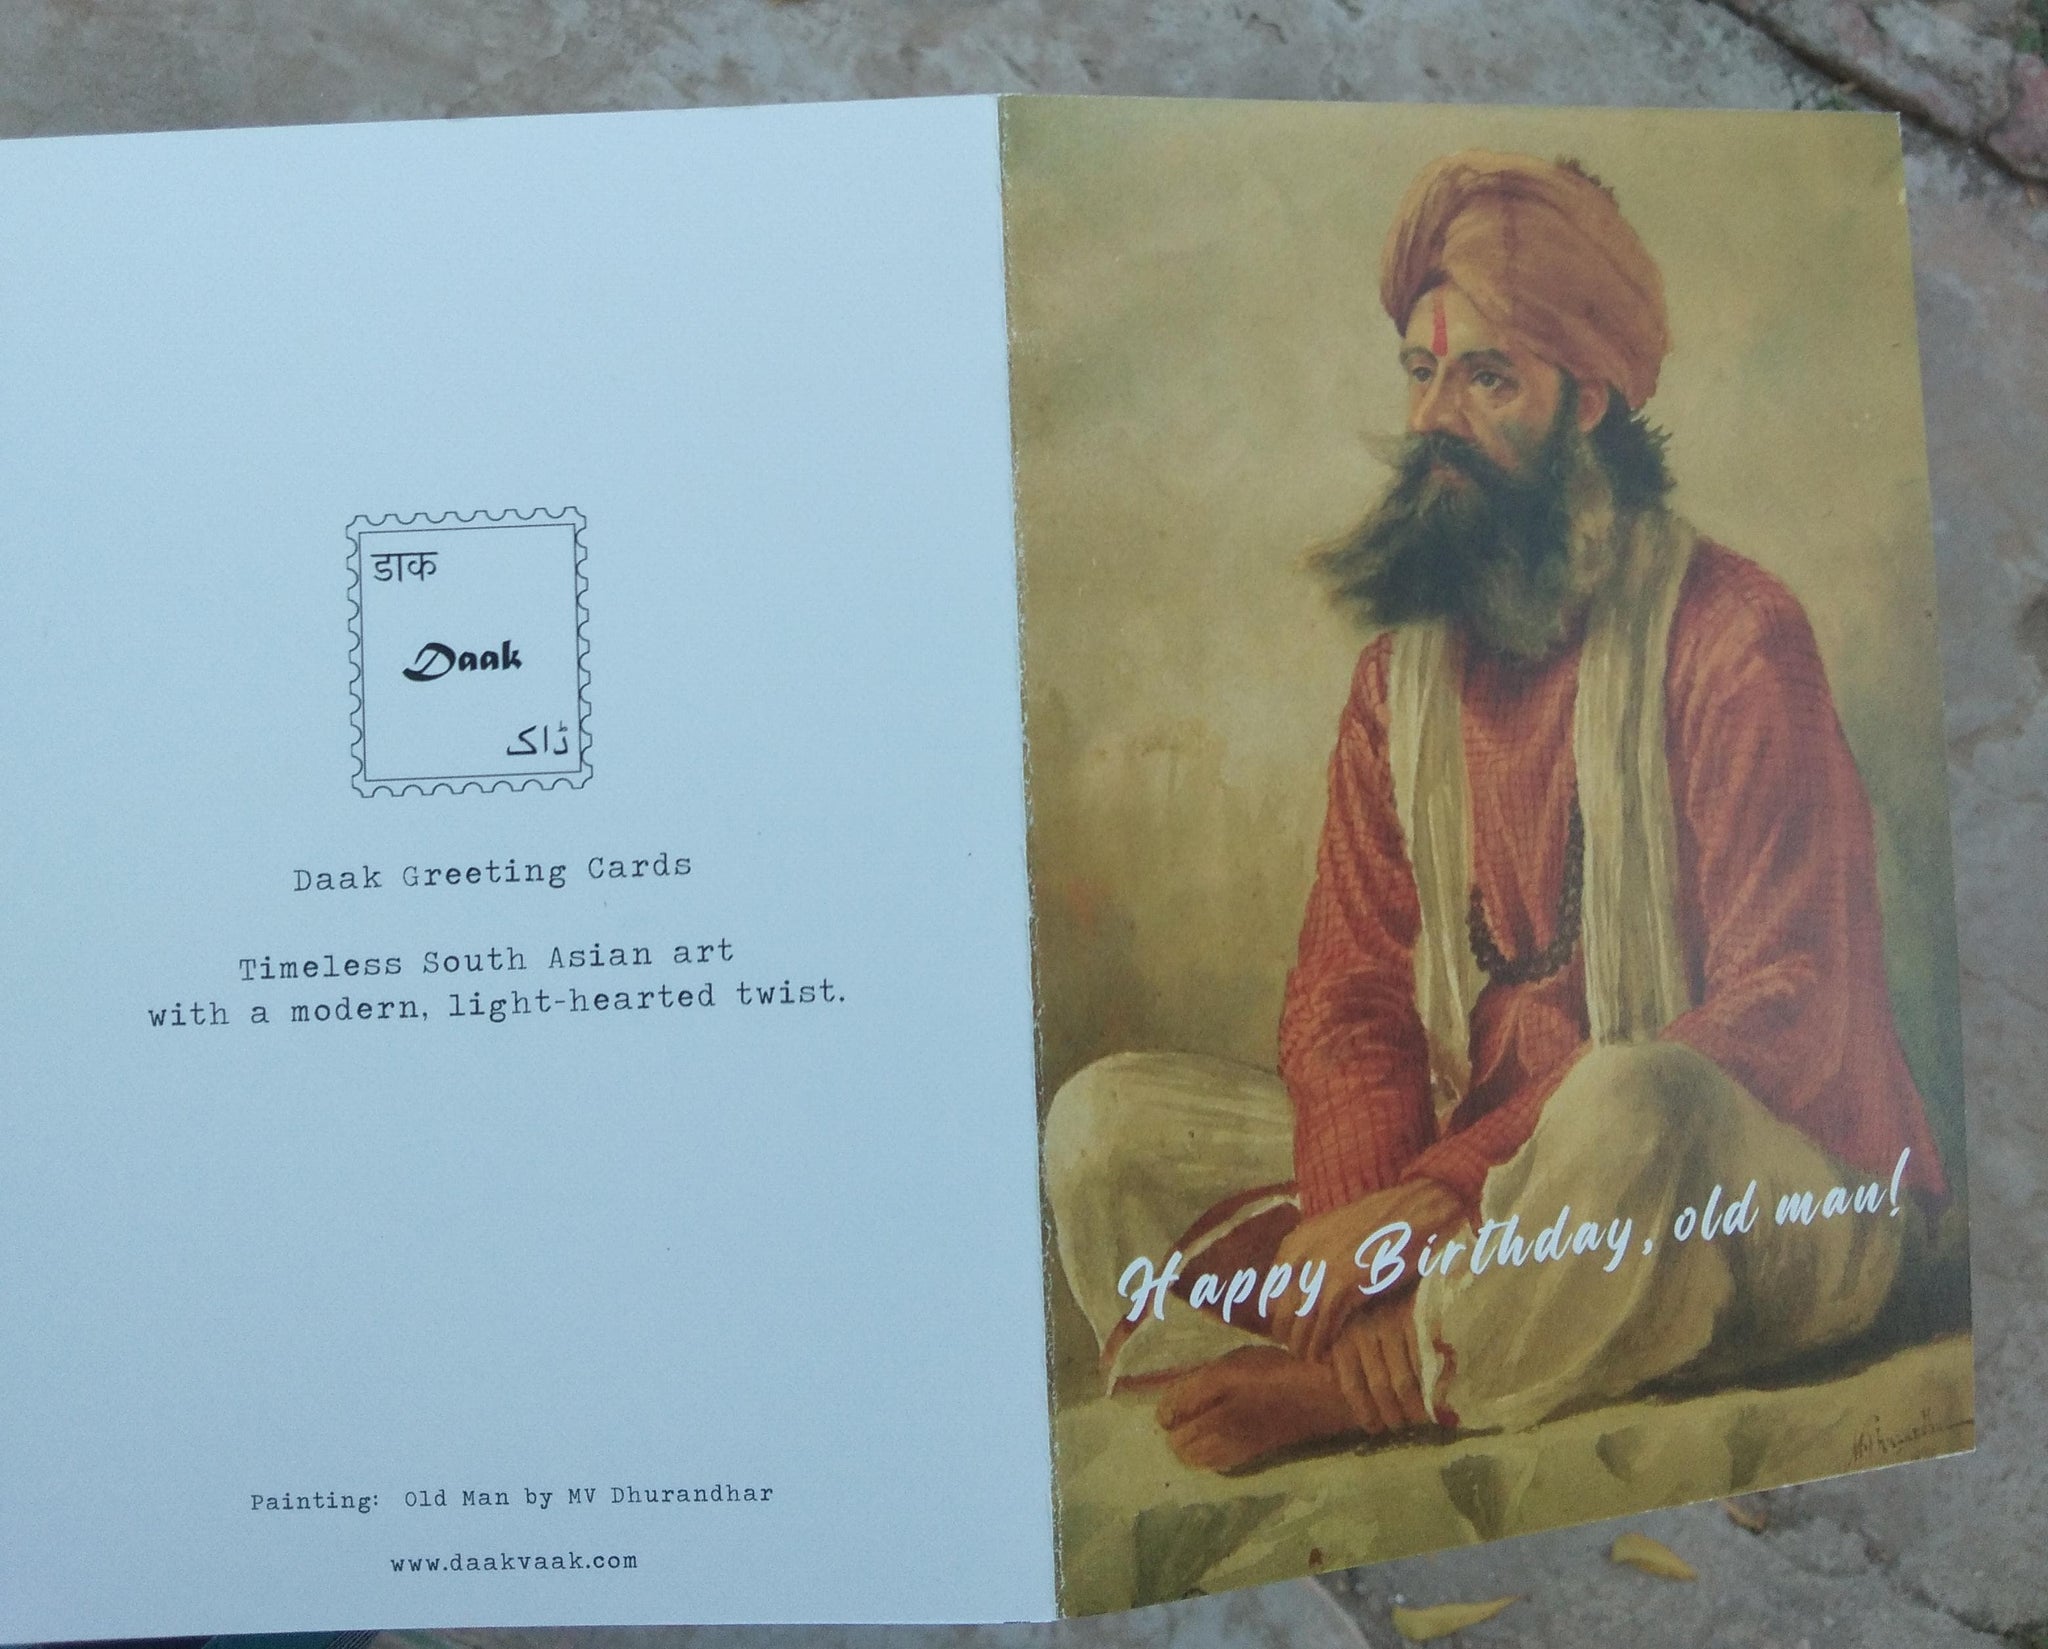 डाक
Daak
ڈاک
Daak Greeting Cards
Timeless South Asian art
with a modern, light-hearted twist.
Painting: Old Man by MV Dhurandhar
www.daakvaak.com
Happy Birthday, old man!